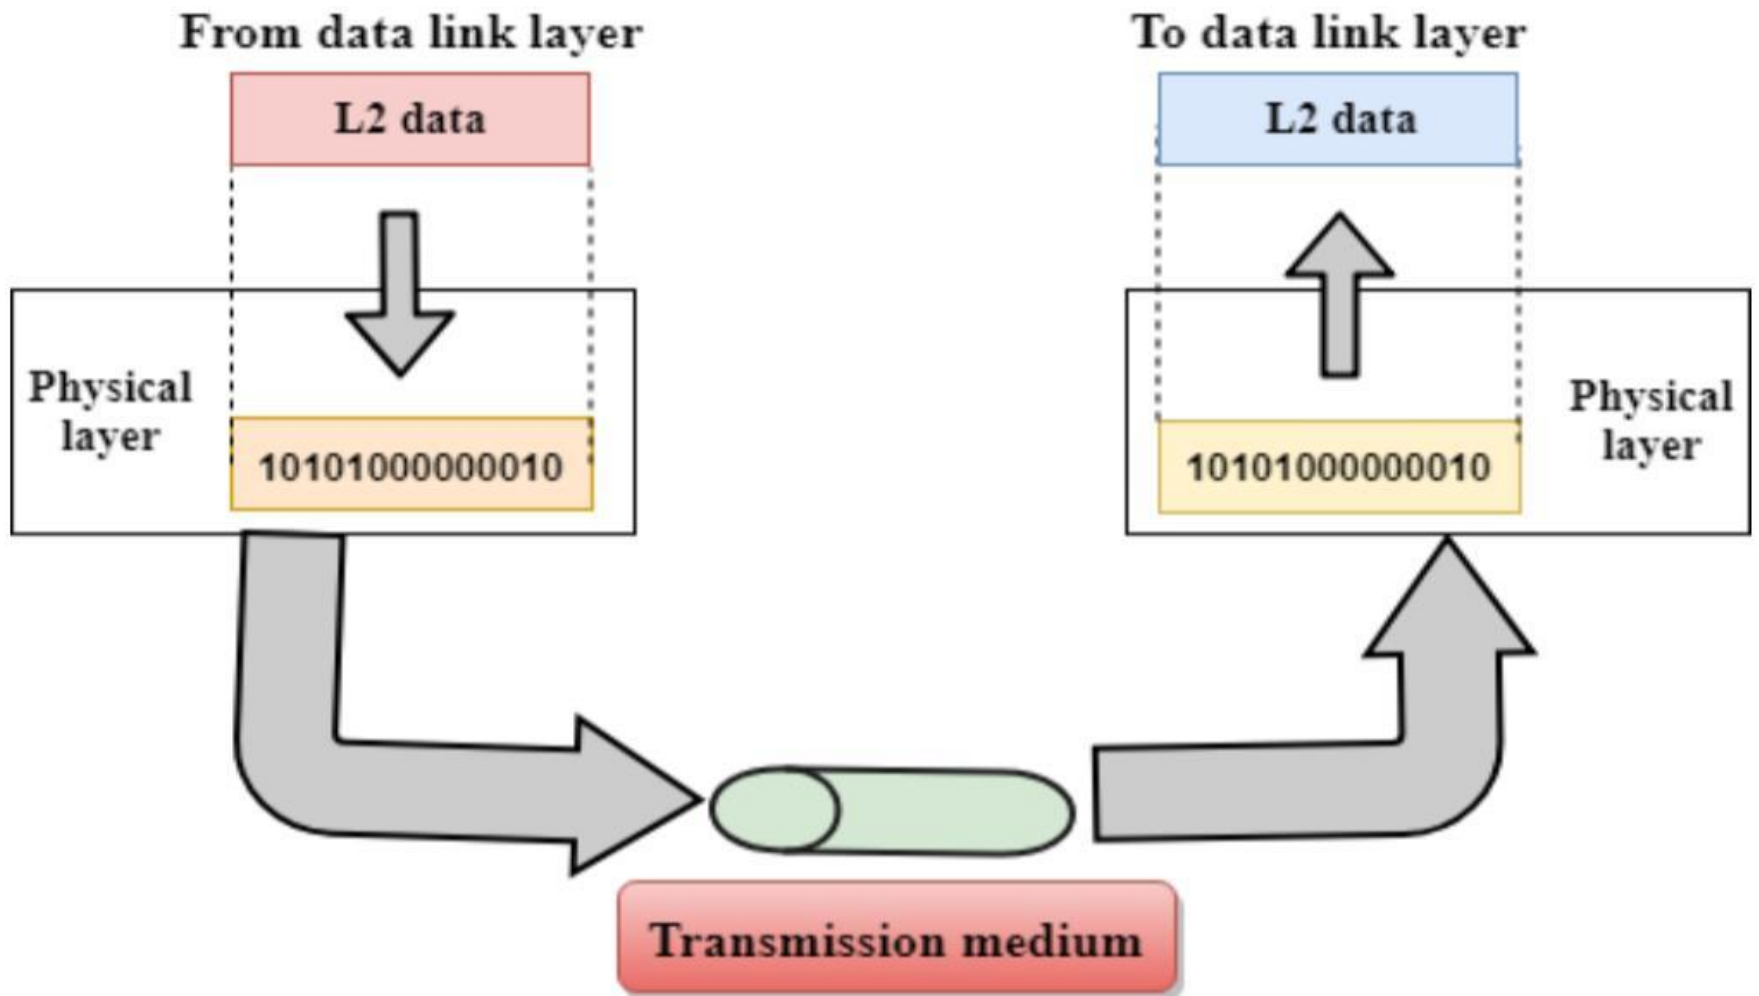 From data link layer
L2 data
Physical
layer
10101000000010
To data link layer
L2 data
10101000000010
Physical
layer
Transmission medium